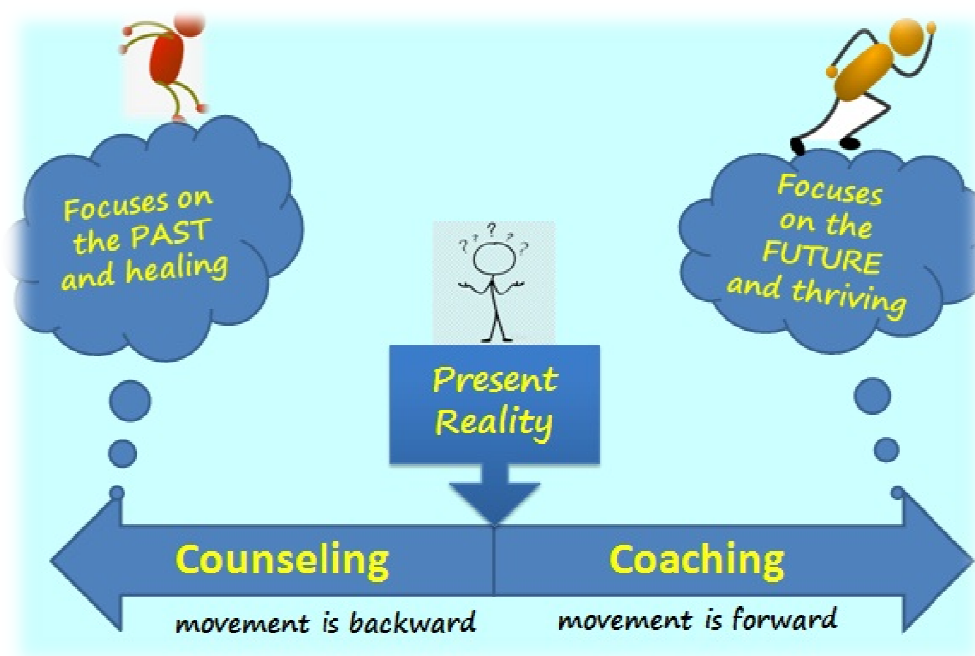 Focuses on
the PAST
and healing
Focuses
on the
FUTURE
and thriving
? ? ? ? ?
Present
Reality
Counseling
Coaching
movement is backward
movement is forward